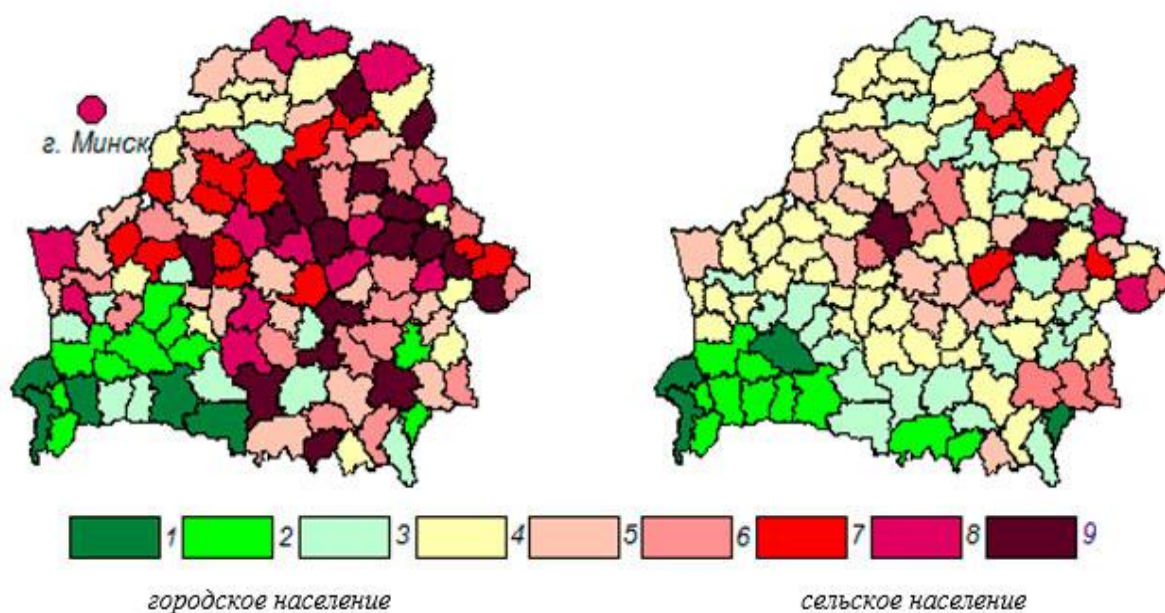 г. Минск
1 2 3 4 5 6 7 8 9
городское население сельское население